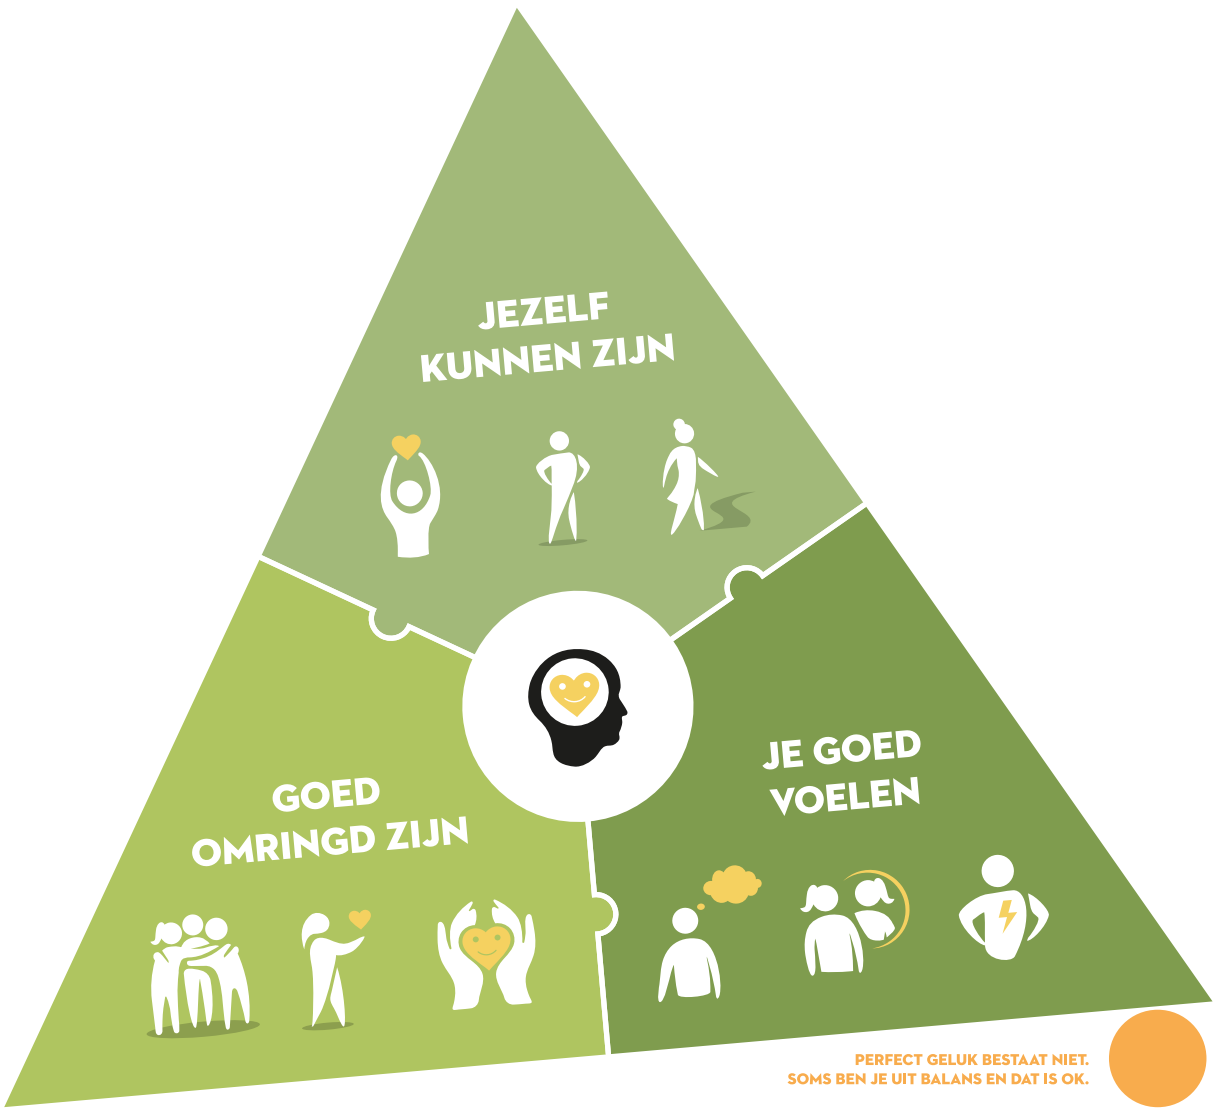 JEZELF
KUNNEN ZIJN
JE GOED
VOELEN
GOED
OMRINGD ZIJN
PERFECT GELUK BESTAAT NIET.
SOMS BEN JE UIT BALANS EN DAT IS OK.